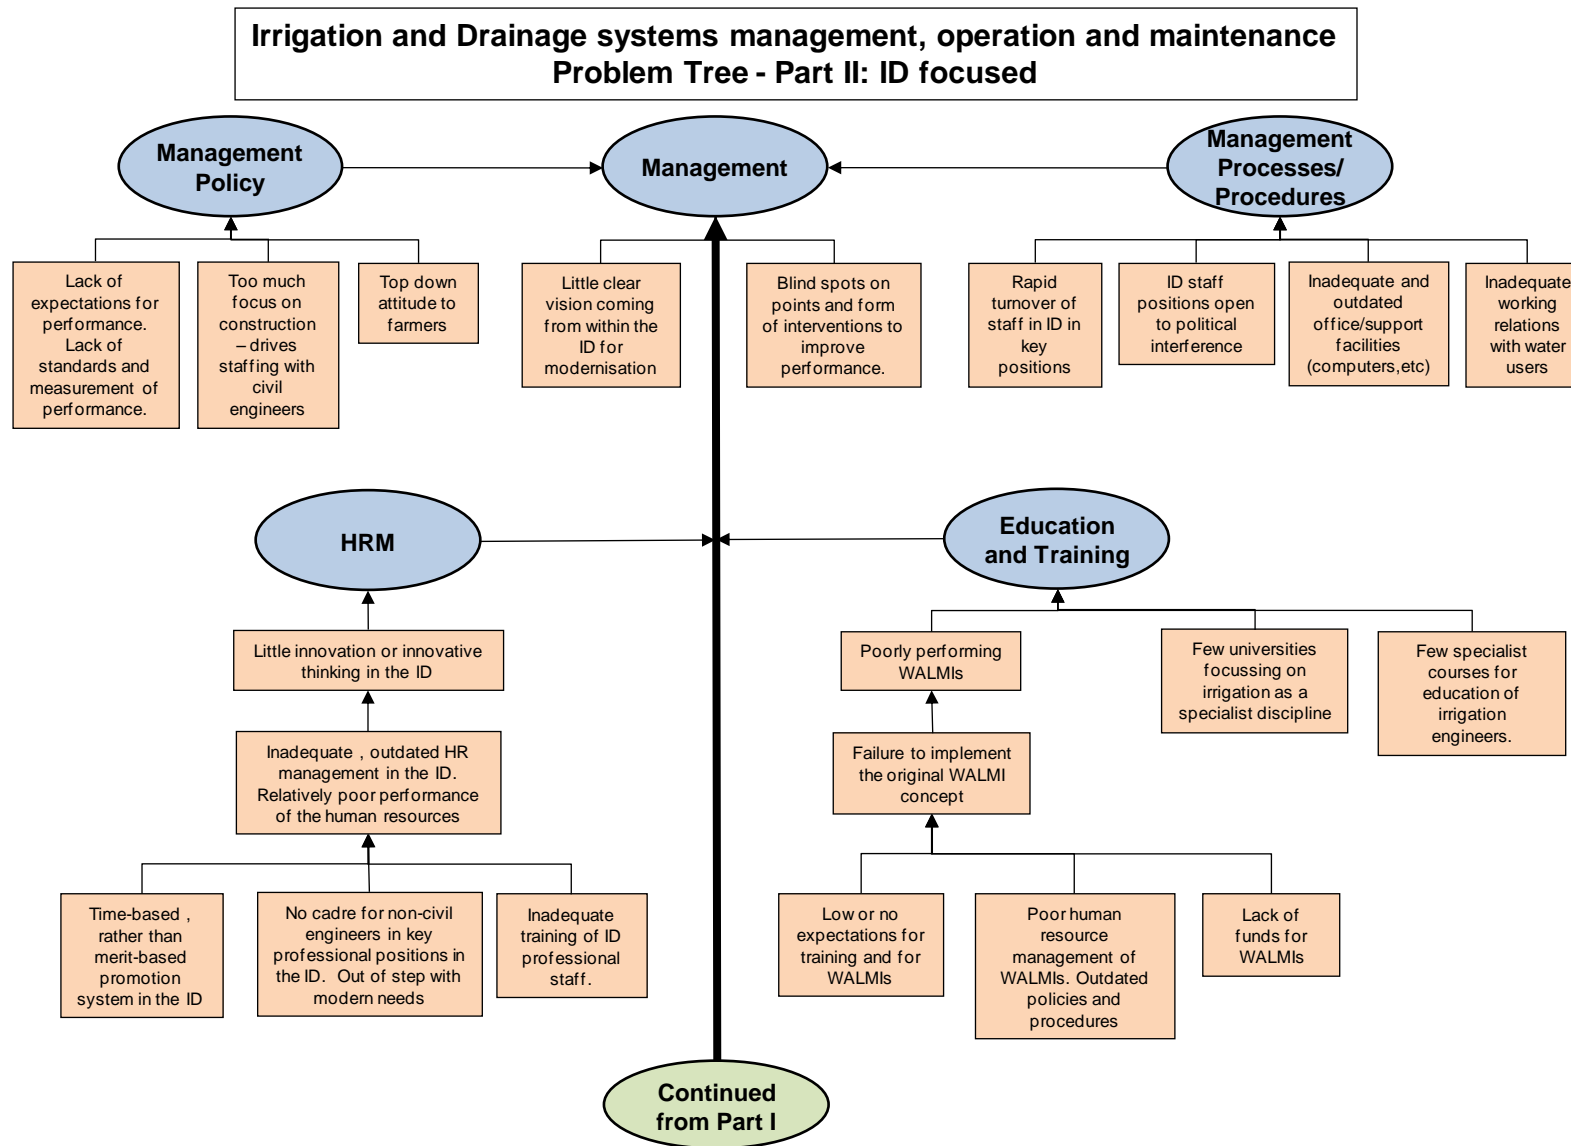 Irrigation and Drainage systems management, operation and maintenance
Problem Tree - Part II: ID focused
Management
Policy
Management
Management
Processes/
Procedures
Lack of
expectations for
performance.
Lack of
standards and
measurement of
performance.
Too much
focus on
construction
– drives
staffing with
civil
engineers
Top down
attitude to
farmers
Little clear
vision coming
from within the
ID for
modernisation
Blind spots on
points and form
of interventions to
improve
performance.
Rapid
turnover of
staff in ID in
key
positions
ID staff
positions open
to political
interference
Inadequate and
outdated
office/support
facilities
(computers,etc)
Inadequate
working
relations
with water
users
HRM
Education
and Training
Little innovation or innovative
thinking in the ID
Poorly performing
WALMIs
Few universities
focussing on
irrigation as a
specialist discipline
Few specialist
courses for
education of
irrigation
engineers.
Inadequate , outdated HR
management in the ID.
Relatively poor performance
of the human resources
Failure to implement
the original WALMI
concept
Time-based ,
rather than
merit-based
promotion
system in the ID
No cadre for non-civil
engineers in key
professional positions in
the ID.  Out of step with
modern needs
Inadequate
training of ID
professional
staff.
Low or no
expectations for
training and for
WALMIs
Poor human
resource
management of
WALMIs. Outdated
policies and
procedures
Lack of
funds for
WALMIs
Continued
from Part I